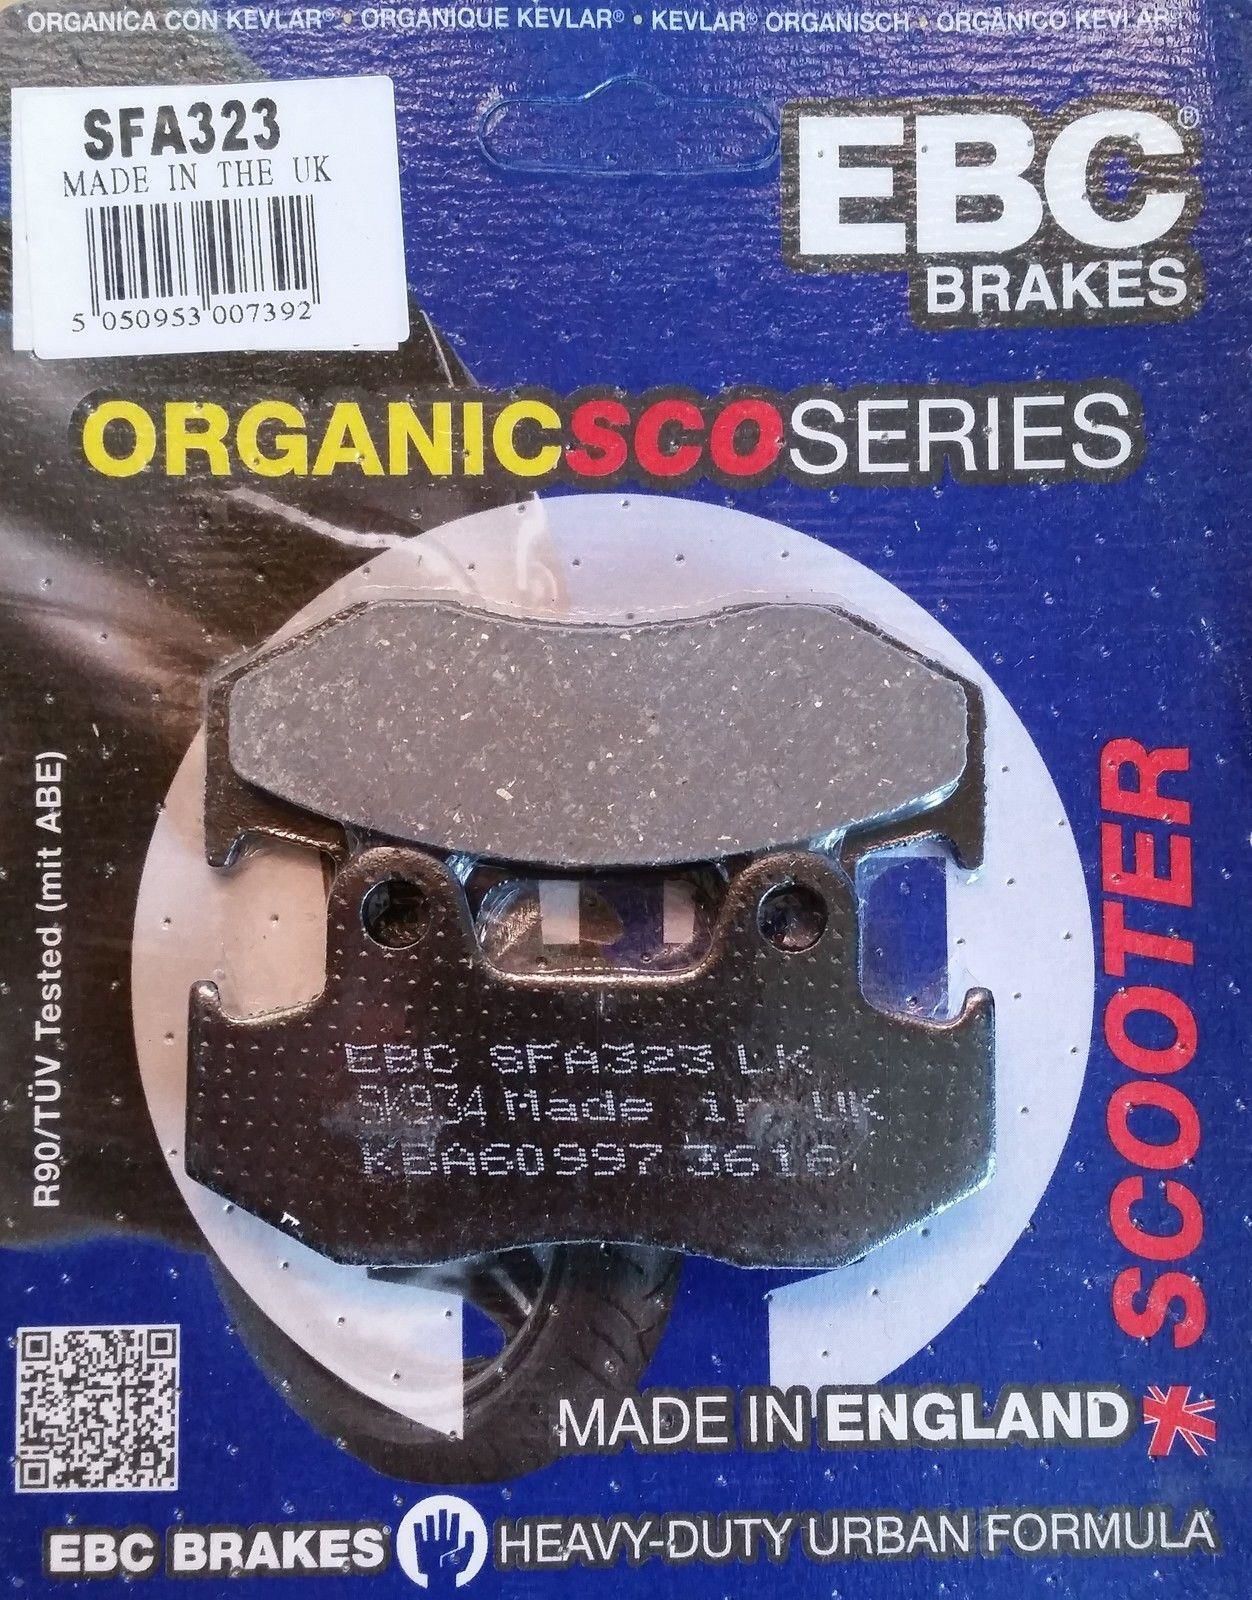 ORGANICA CON KEVLAR® • ORGANIQUE KEVLAR® • KEVLAR® ORGANISCH • ORGÂNICO KEVLAR®
SFA323
MADE IN THE UK
5 050953 007392
EBC®
BRAKES
ORGANICSCOSERIES
R90/TÜV Tested (mit ABE)
SCOOTER
EBC SFA323 LK
SK934 Made in UK
KBA60997 3616
MADE IN ENGLAND
EBC BRAKES® HEAVY-DUTY URBAN FORMULA